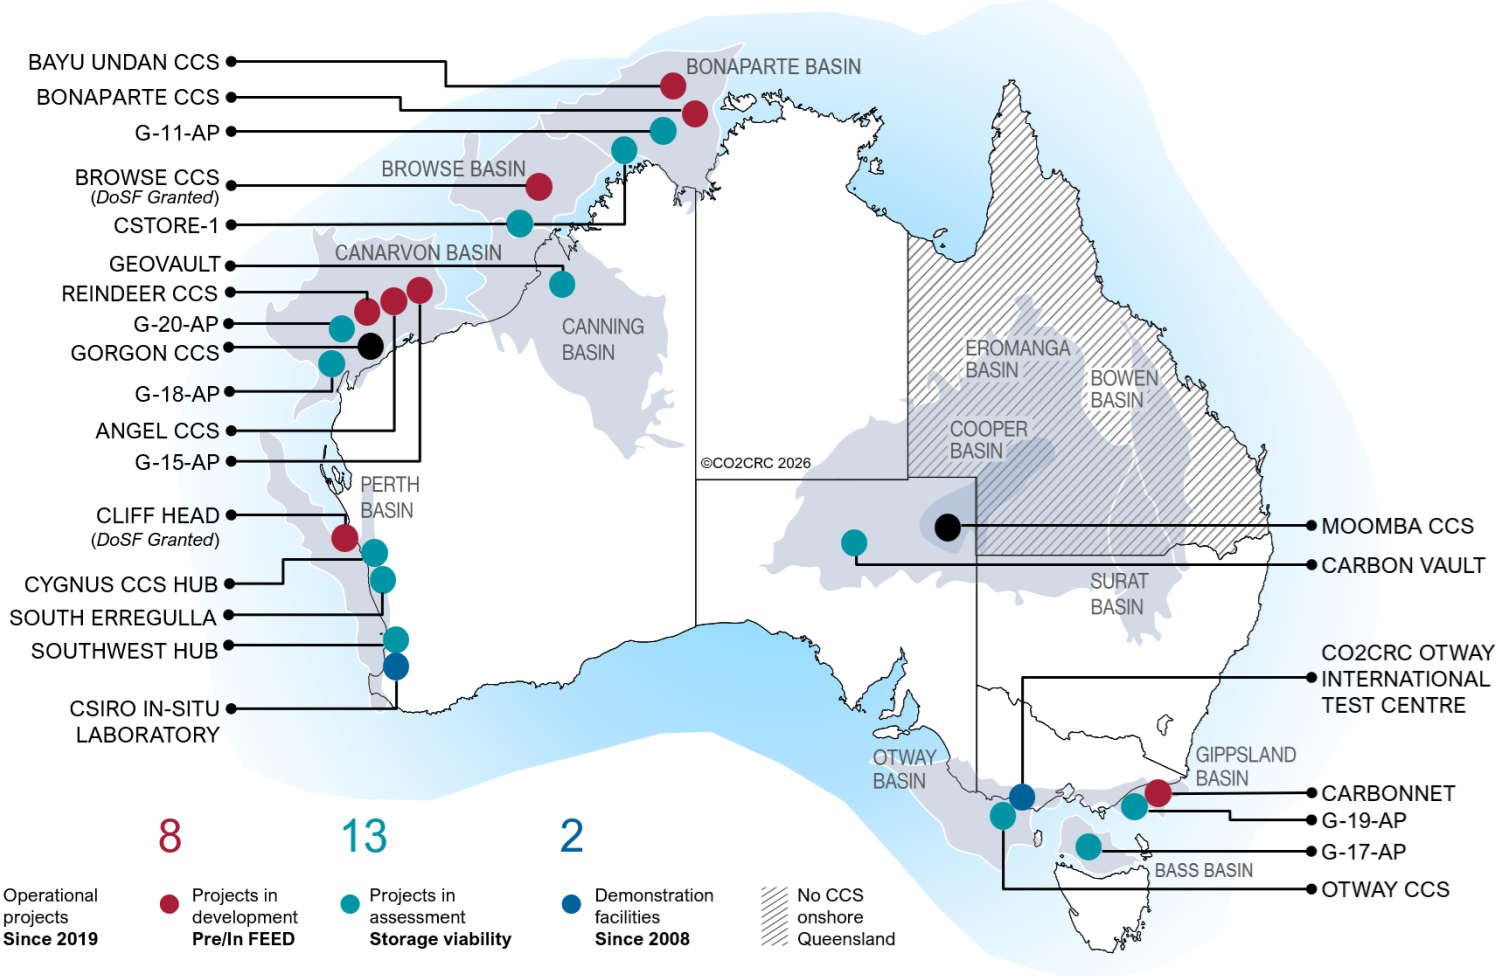 BAYU UNDAN CCS
BONAPARTE CCS
G-11-AP
BROWSE CCS
(DoSF Granted)
CSTORE-1
GEOVAULT
REINDEER CCS
G-20-AP
GORGON CCS
G-18-AP
ANGEL CCS
G-15-AP
CLIFF HEAD
(DoSF Granted)
CYGNUS CCS HUB
SOUTH ERREGULLA
SOUTHWEST HUB
CSIRO IN-SITU
LABORATORY
BONAPARTE BASIN
BROWSE BASIN
CANARVON BASIN
CANNING
BASIN
PERTH
BASIN
EROMANGA
BASIN
BOWEN
BASIN
COOPER
BASIN
©CO2CRC 2026
SURAT
BASIN
OTWAY
BASIN
GIPPSLAND
BASIN
BASS BASIN
MOOMBA CCS
CARBON VAULT
CO2CRC OTWAY
INTERNATIONAL
TEST CENTRE
CARBONNET
G-19-AP
G-17-AP
OTWAY CCS
8
13
2
Operational
projects
Since 2019
Projects in
development
Pre/In FEED
Projects in
assessment
Storage viability
Demonstration
facilities
Since 2008
No CCS
onshore
Queensland